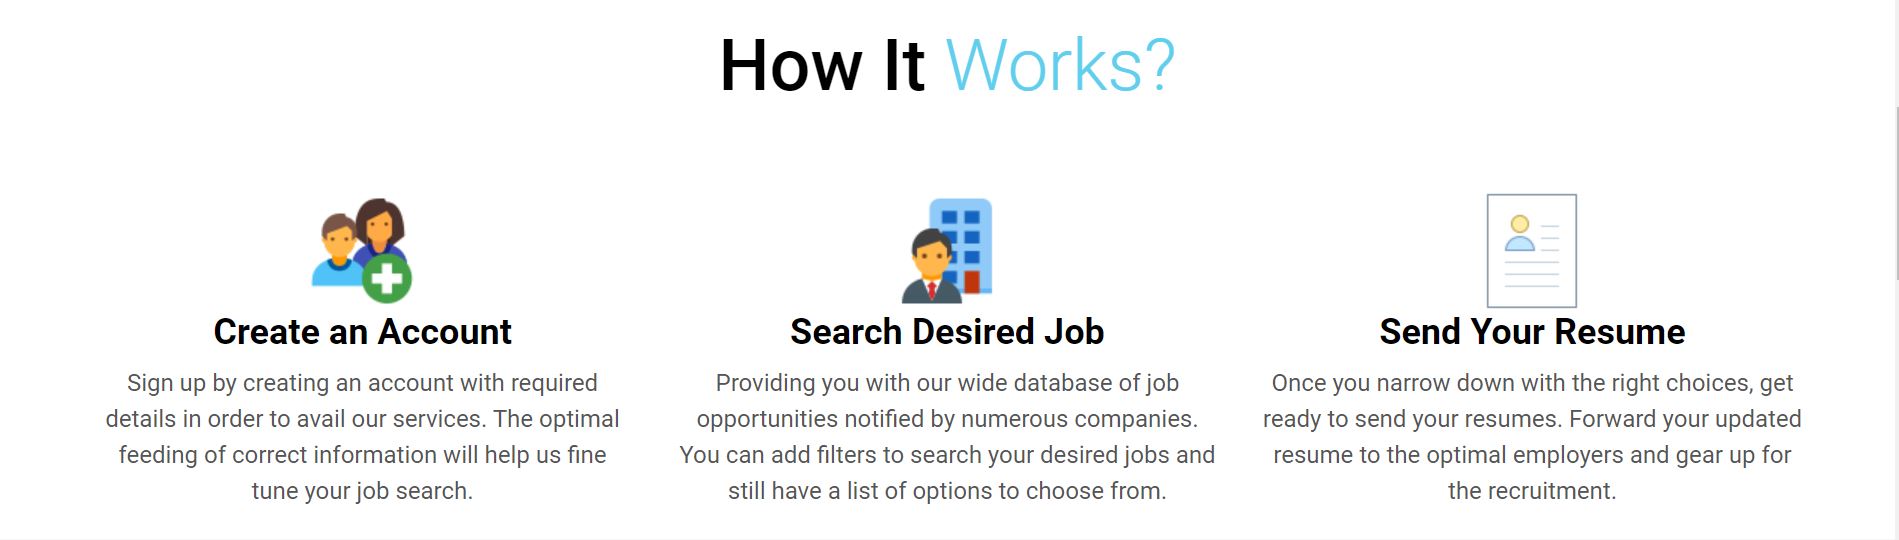 How It Works?
Create an Account
Sign up by creating an account with required
details in order to avail our services. The optimal
feeding of correct information will help us fine
tune your job search.
Search Desired Job
Providing you with our wide database of job
opportunities notified by numerous companies.
You can add filters to search your desired jobs and
still have a list of options to choose from.
Send Your Resume
Once you narrow down with the right choices, get
ready to send your resumes. Forward your updated
resume to the optimal employers and gear up for
the recruitment.